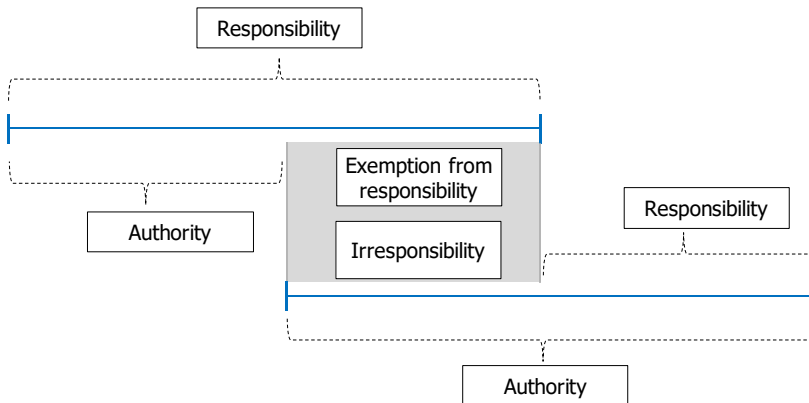 Responsibility
Exemption from
responsibility
Authority
Irresponsibility
Responsibility
Authority